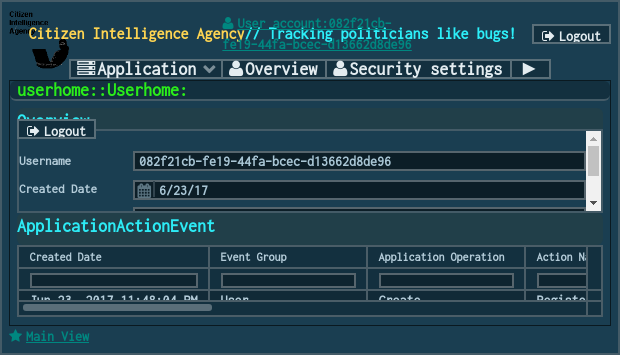 Citizen
Intelligence
Agency
User account:082f21cb-
fe19-44fa-bcec-d13662d8de96
Citizen Intelligence Agency// Tracking politicians like bugs!
Logout
Application
Overview
Security settings
userhome::Userhome:
Overview
Logout
Username
082f21cb-fe19-44fa-bcec-d13662d8de96
Created Date
6/23/17
ApplicationActionEvent
Created Date Event Group Application Operation Action Na
Jun 23, 2017 11:48:04 PM User Create Registe
Main View